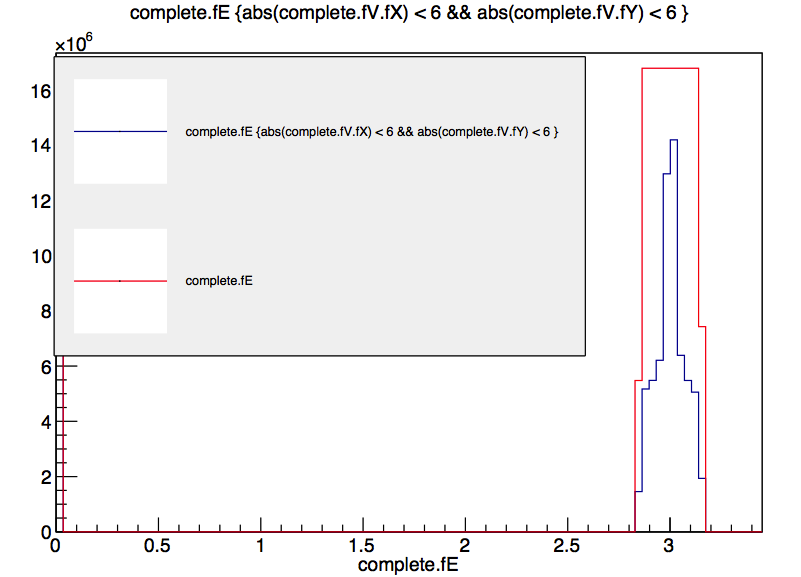 complete.fE {abs(complete.fV.fX) < 6 && abs(complete.fV.fY) < 6 }
×10⁶
16
14
12
10
8
6
4
2
0
complete.fE {abs(complete.fV.fX) < 6 && abs(complete.fV.fY) < 6 }
complete.fE
0 0.5 1 1.5 2 2.5 3
complete.fE